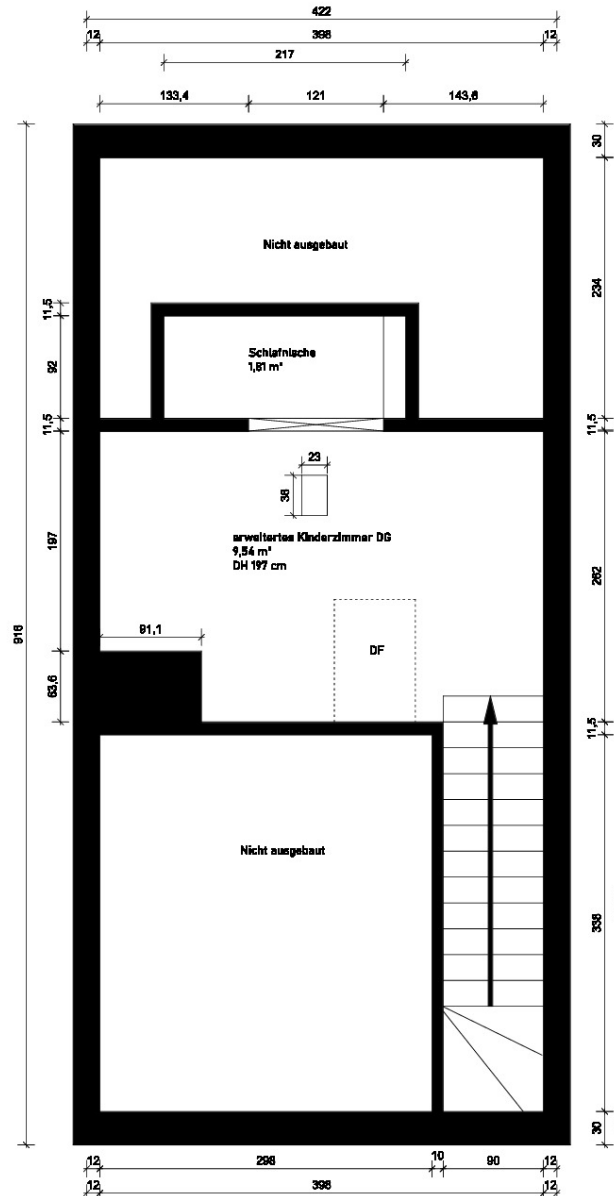 422
12 398 12
217
133,4 121 143,6
30
Nicht ausgebaut
234
11,5
Schlafnische
1,81 m²
92
11,5
11,5
23
36
erweitertes Kinderzimmer DG
9,54 m²
DH 197 cm
197
262
916
91,1
DF
63,6
11,5
Nicht ausgebaut
338
30
12 298 10 90 12
12 398 12